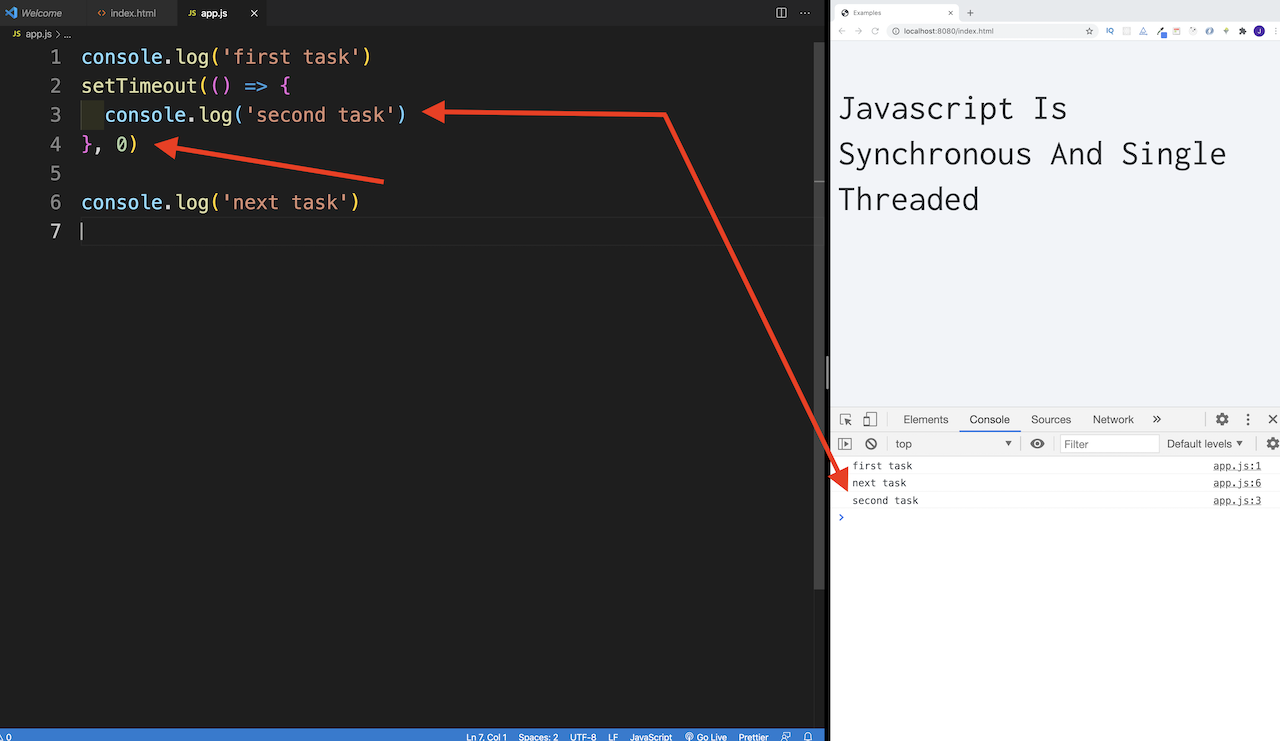 Welcome
index.html
JS app.js
JS app.js > ...
1 console.log('first task')
2 setTimeout(() => {
3 console.log('second task')
4 }, 0)
5
6 console.log('next task')
7
0
Ln 7, Col 1 Spaces: 2 UTF-8 LF JavaScript Go Live Prettier
Examples
localhost:8080/index.html
IQ
J
Javascript Is
Synchronous And Single
Threaded
Elements Console Sources Network
top Filter Default levels
first task app.js:1
next task app.js:6
second task app.js:3